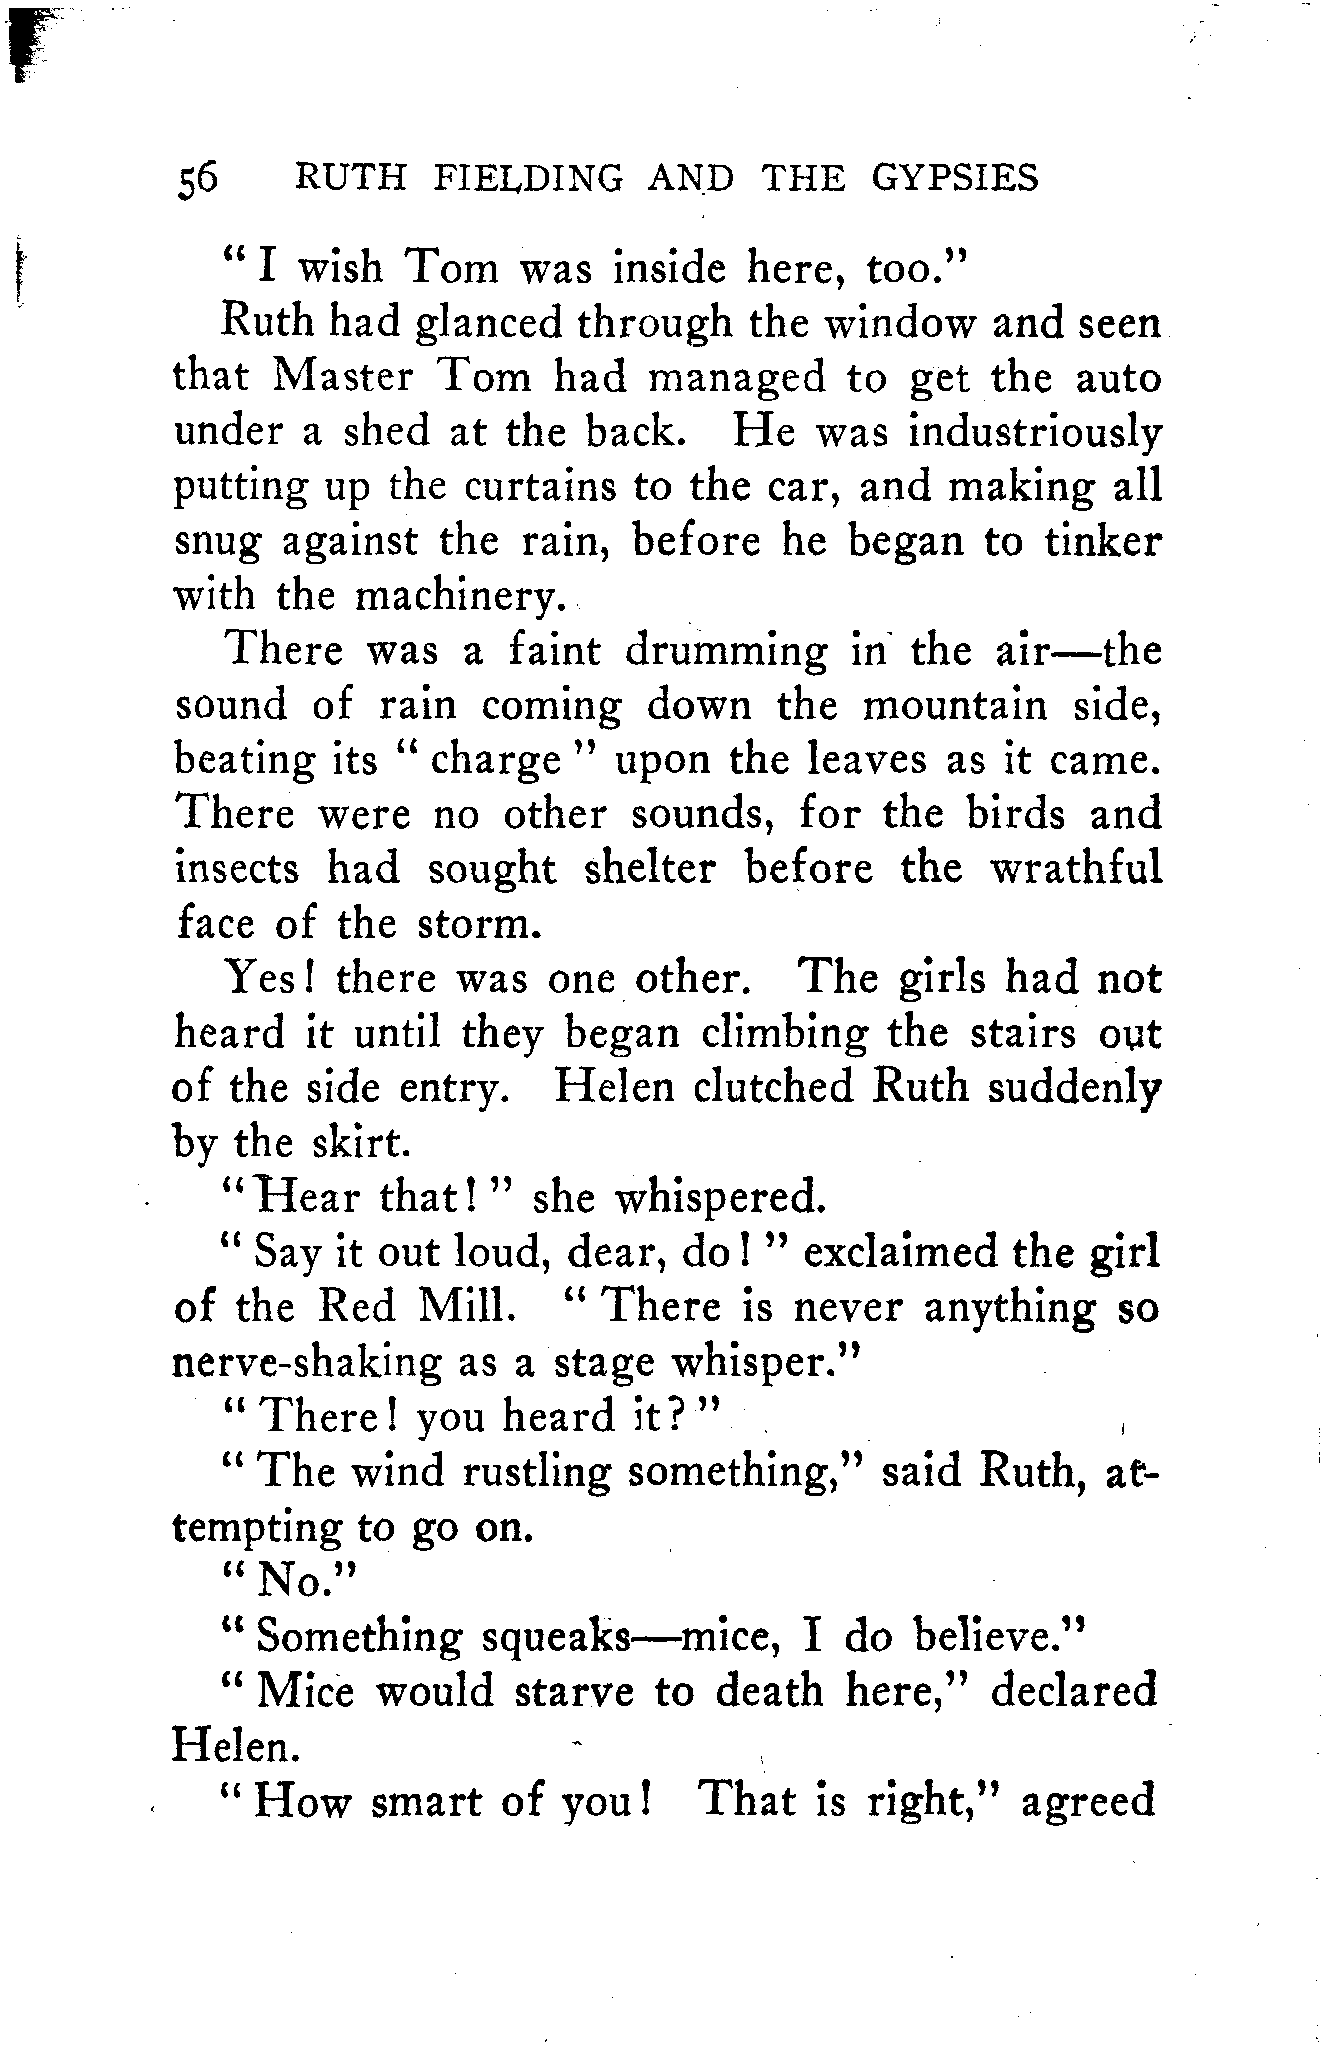 56 RUTH FIELDING AND THE GYPSIES
" I wish Tom was inside here, too."
Ruth had glanced through the window and seen
that Master Tom had managed to get the auto
under a shed at the back. He was industriously
putting up the curtains to the car, and making all
snug against the rain, before he began to tinker
with the machinery.
There was a faint drumming in the air—the
sound of rain coming down the mountain side,
beating its " charge " upon the leaves as it came.
There were no other sounds, for the birds and
insects had sought shelter before the wrathful
face of the storm.
Yes! there was one other. The girls had not
heard it until they began climbing the stairs out
of the side entry. Helen clutched Ruth suddenly
by the skirt.
"Hear that! " she whispered.
" Say it out loud, dear, do! " exclaimed the girl
of the Red Mill. " There is never anything so
nerve-shaking as a stage whisper."
" There! you heard it? "
" The wind rustling something," said Ruth, at-
tempting to go on.
" No."
" Something squeaks—mice, I do believe."
" Mice would starve to death here," declared
Helen.
" How smart of you! That is right," agreed